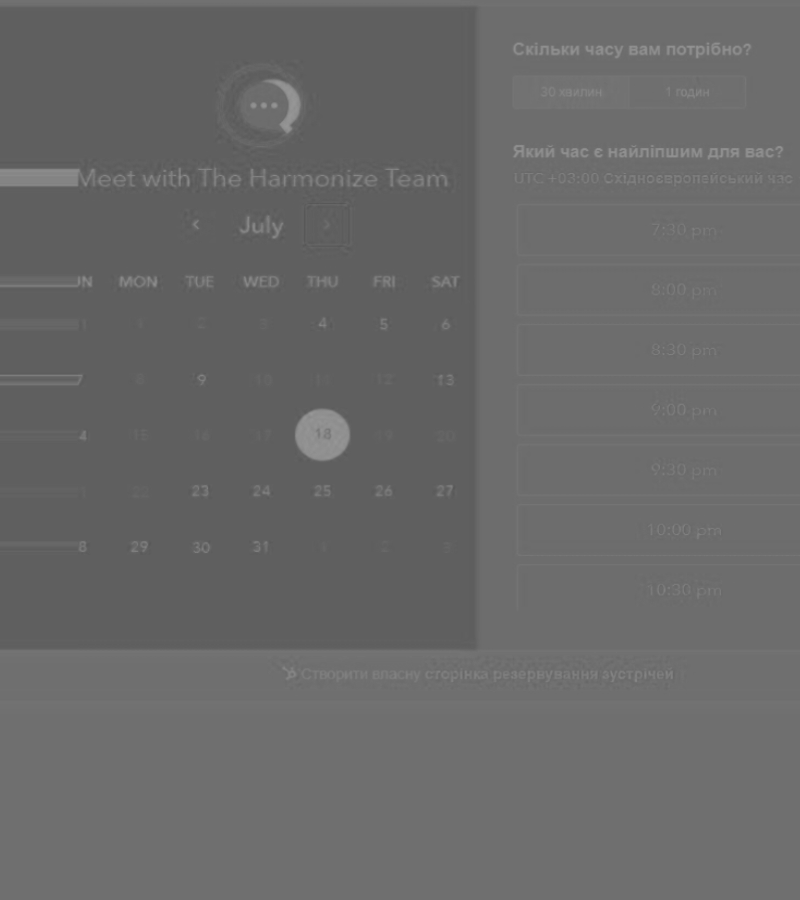 Meet with The Harmonize Team
July
UN MON TUE WED THU FRI SAT
1 1 2 3 4 5 6
7 8 9 10 11 12 13
4 15 16 17 18 19 20
22 23 24 25 26 27
8 29 30 31 1 2 3
Скільки часу вам потрібно?
30 хвилин 1 годин
Який час є найліпшим для вас?
UTC +03:00 Східноєвропейський час
7:30 pm
8:00 pm
8:30 pm
9:00 pm
9:30 pm
10:00 pm
10:30 pm
Створити власну сторінка резервування зустрічей